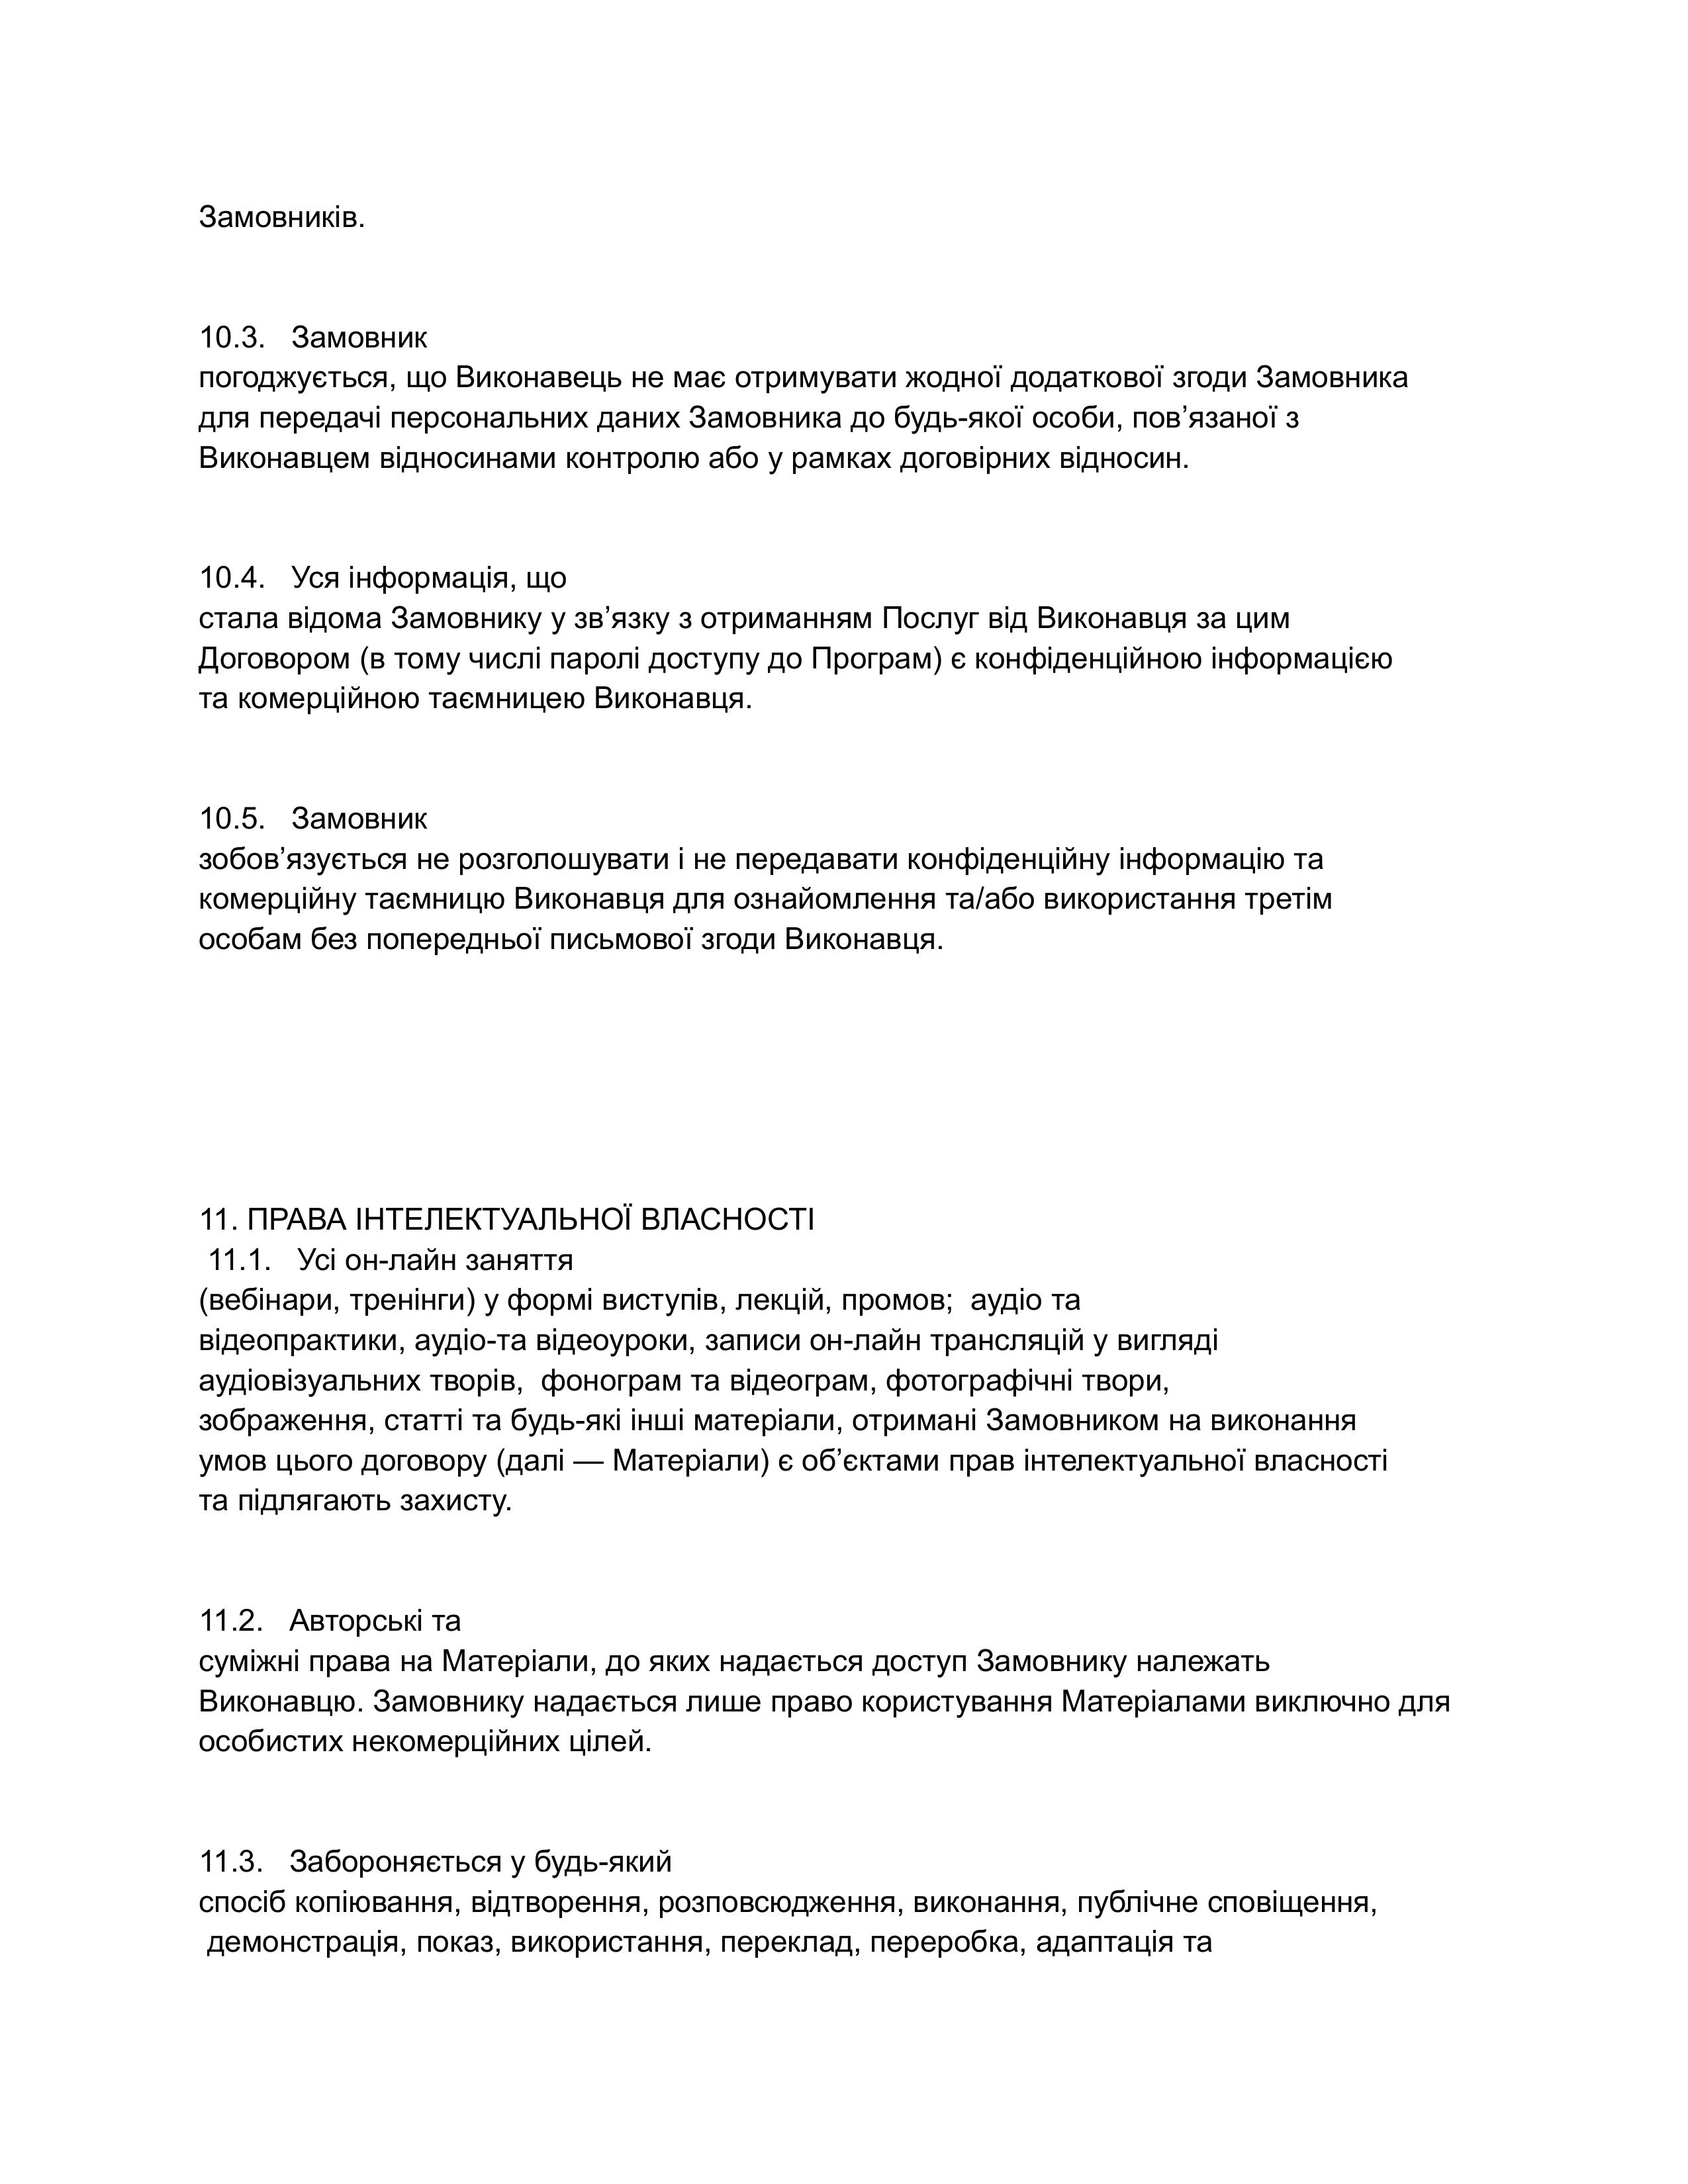 Замовників.
10.3.   Замовник
погоджується, що Виконавець не має отримувати жодної додаткової згоди Замовника
для передачі персональних даних Замовника до будь-якої особи, пов’язаної з
Виконавцем відносинами контролю або у рамках договірних відносин.
10.4.   Уся інформація, що
стала відома Замовнику у зв’язку з отриманням Послуг від Виконавця за цим
Договором (в тому числі паролі доступу до Програм) є конфіденційною інформацією
та комерційною таємницею Виконавця.
10.5.   Замовник
зобов’язується не розголошувати і не передавати конфіденційну інформацію та
комерційну таємницю Виконавця для ознайомлення та/або використання третім
особам без попередньої письмової згоди Виконавця.
11. ПРАВА ІНТЕЛЕКТУАЛЬНОЇ ВЛАСНОСТІ
11.1.   Усі он-лайн заняття
(вебінари, тренінги) у формі виступів, лекцій, промов;  аудіо та
відеопрактики, аудіо-та відеоуроки, записи он-лайн трансляцій у вигляді
аудіовізуальних творів,  фонограм та відеограм, фотографічні твори,
зображення, статті та будь-які інші матеріали, отримані Замовником на виконання
умов цього договору (далі — Матеріали) є об’єктами прав інтелектуальної власності
та підлягають захисту.
11.2.   Авторські та
суміжні права на Матеріали, до яких надається доступ Замовнику належать
Виконавцю. Замовнику надається лише право користування Матеріалами виключно для
особистих некомерційних цілей.
11.3.   Забороняється у будь-який
спосіб копіювання, відтворення, розповсюдження, виконання, публічне сповіщення,
демонстрація, показ, використання, переклад, переробка, адаптація та